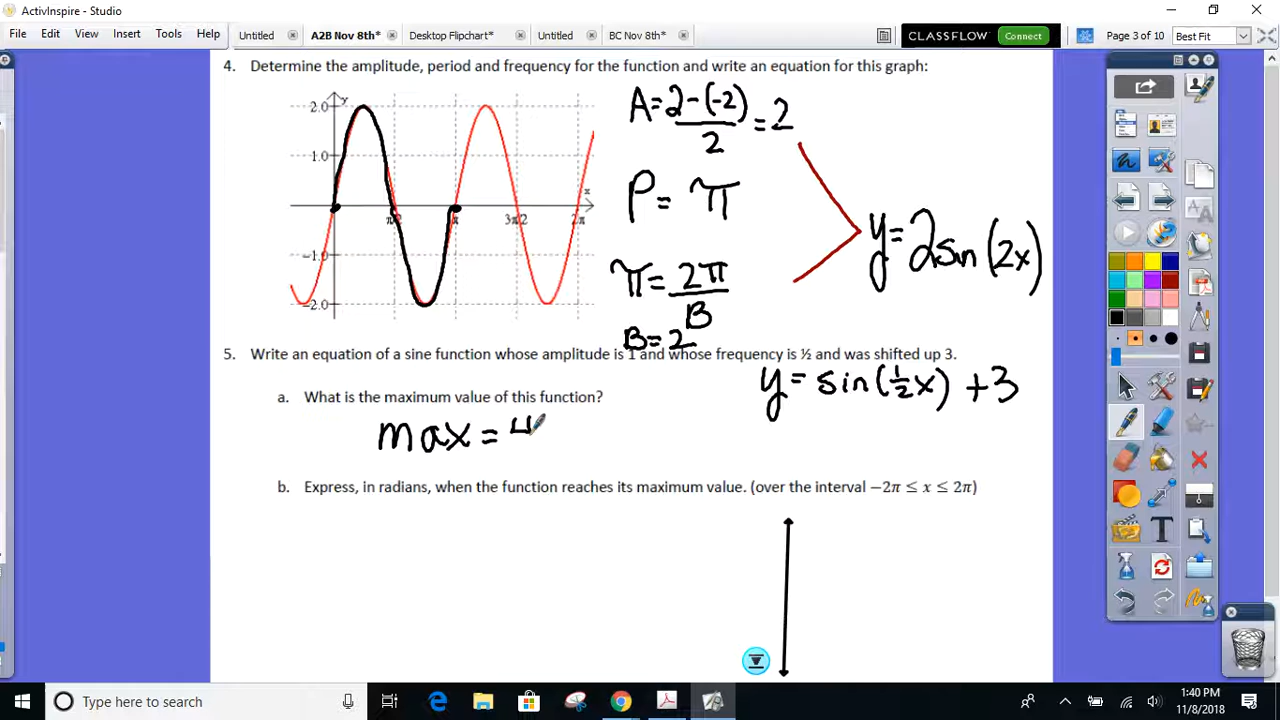 ActivInspire - Studio
File Edit View Insert Tools Help
Untitled A2B Nov 8th* Desktop Flipchart* Untitled BC Nov 8th*
CLASSFLOW Connect
Page 3 of 10 Best Fit
4. Determine the amplitude, period and frequency for the function and write an equation for this graph:
2.0 y
1.0
x
π/2 π 3π2 2π
-1.0
-2.0
A= 2-(-2)/2 = 2
P= π
π= 2π/B
B=2
y= 2sin(2x)
5. Write an equation of a sine function whose amplitude is 1 and whose frequency is ½ and was shifted up 3.
y= sin(½x) +3
a. What is the maximum value of this function?
max = 4
b. Express, in radians, when the function reaches its maximum value. (over the interval −2π ≤ x ≤ 2π)
Type here to search
1:40 PM
11/8/2018